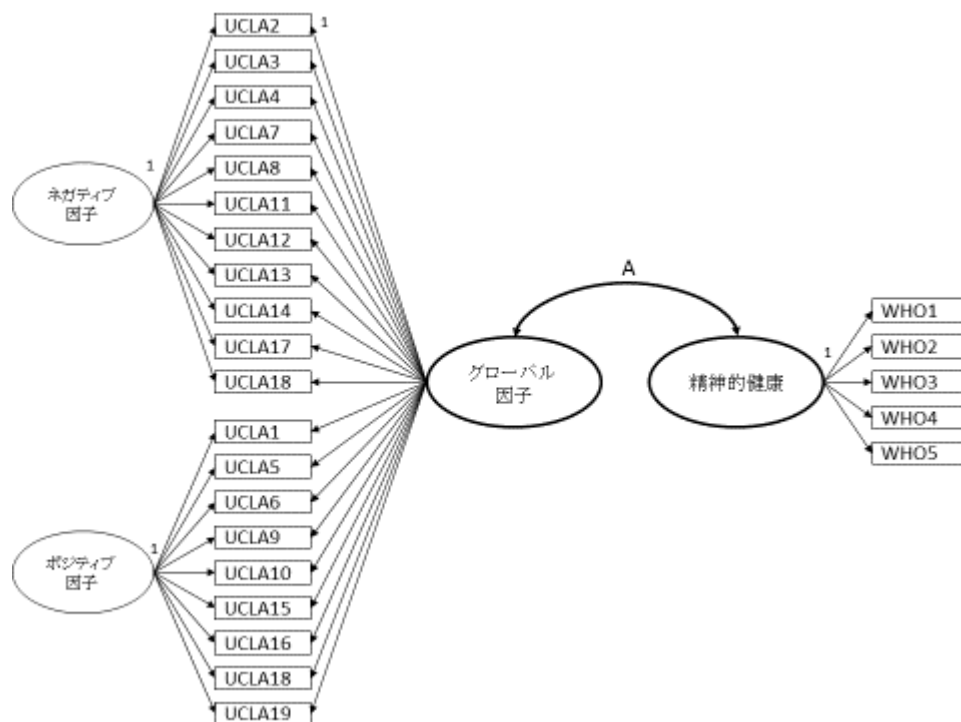 UCLA2
1
UCLA3
UCLA4
UCLA7
1
UCLA8
ネガティブ
因子
UCLA11
UCLA12
UCLA13
UCLA14
UCLA17
UCLA18
A
WHO1
1
WHO2
WHO3
WHO4
WHO5
グローバル
因子
精神的健康
UCLA1
UCLA5
UCLA6
1
UCLA9
ポジティブ
因子
UCLA10
UCLA15
UCLA16
UCLA18
UCLA19